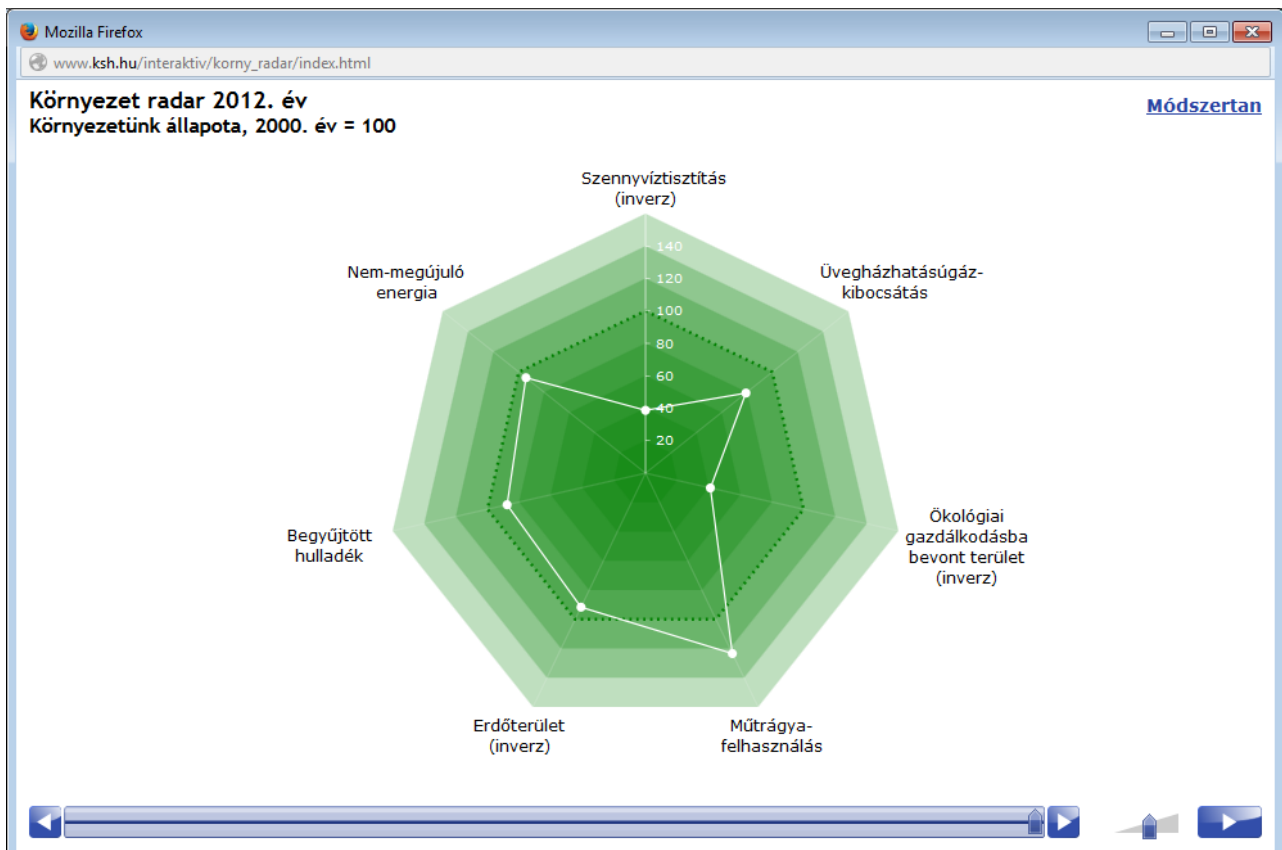 Mozilla Firefox
www.ksh.hu/interaktiv/korny_radar/index.html
Környezet radar 2012. év
Környezetünk állapota, 2000. év = 100
Módszertan
Szennyvíztisztítás
(inverz)
Nem-megújuló
energia
Üvegházhatásúgáz-
kibocsátás
140
120
100
80
60
40
20
Begyűjtött
hulladék
Ökológiai
gazdálkodásba
bevont terület
(inverz)
Erdőterület
(inverz)
Műtrágya-
felhasználás